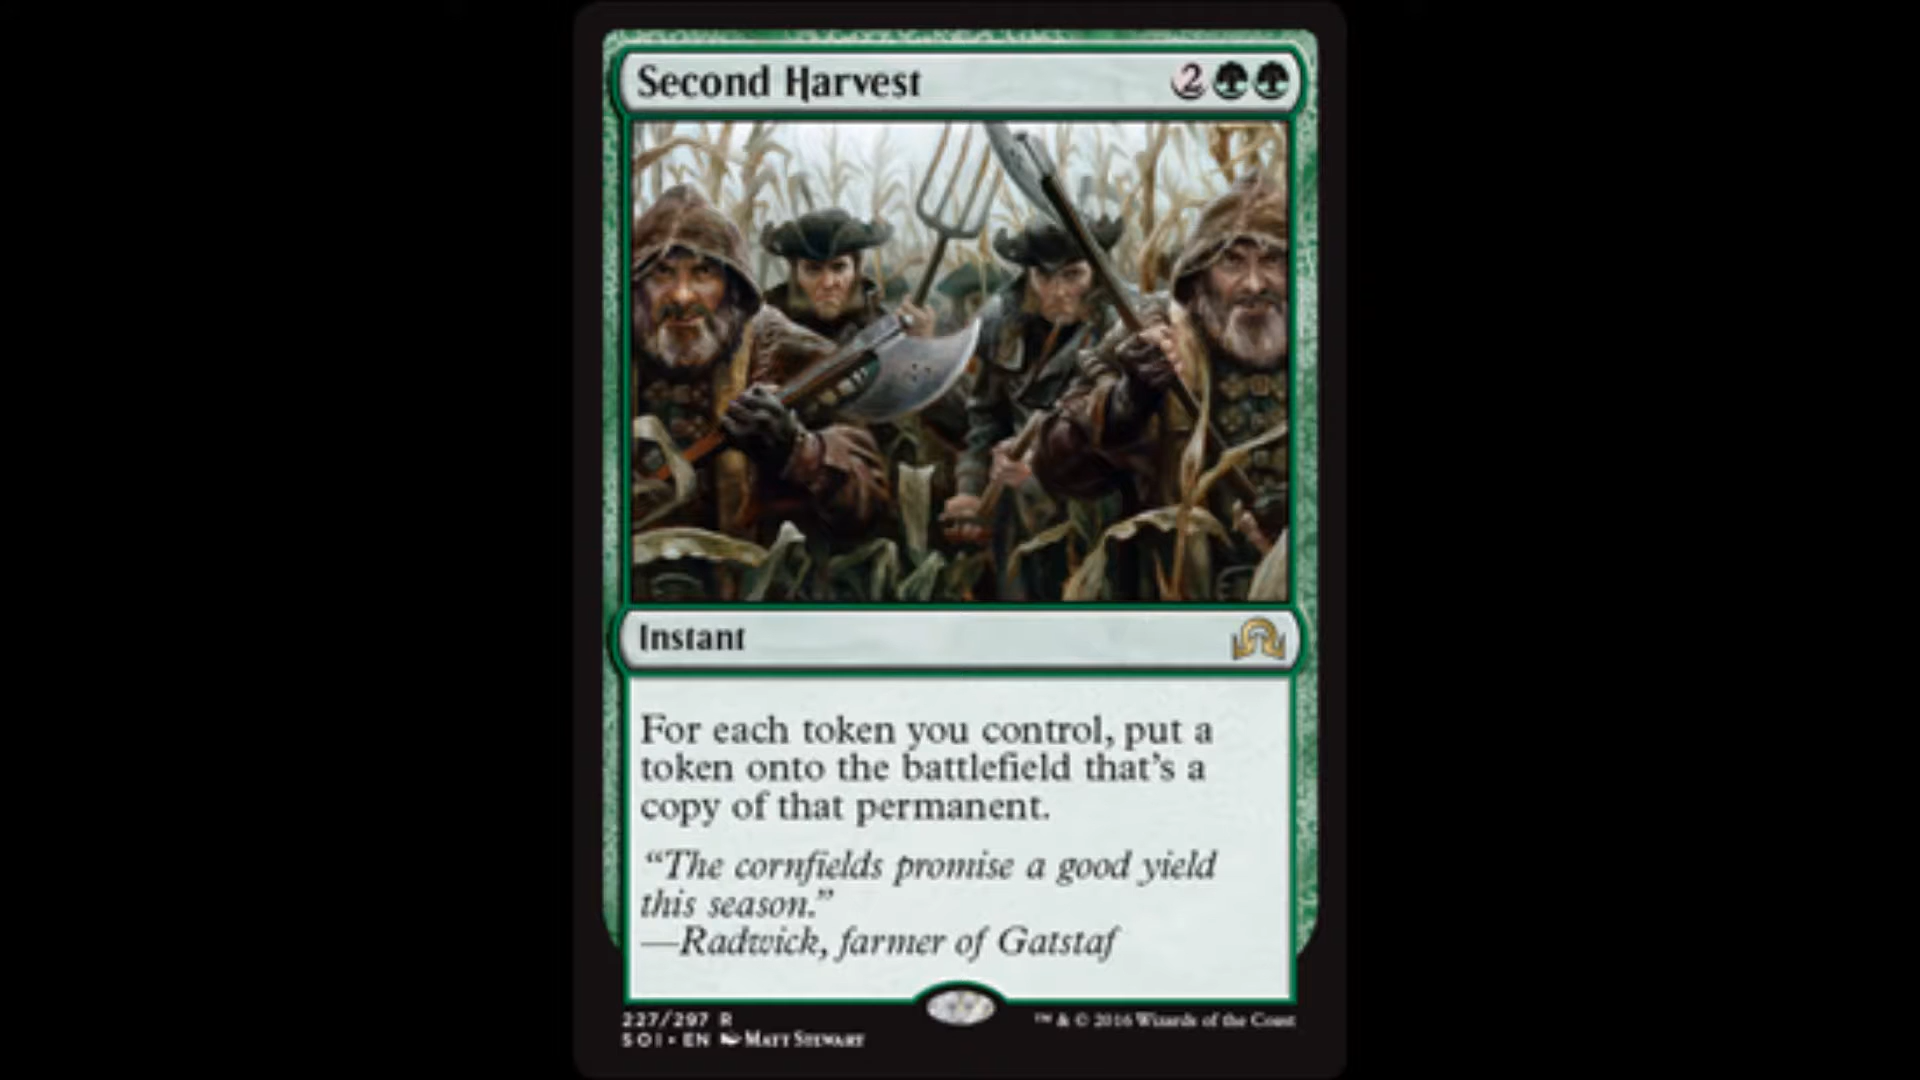 Second Harvest 2
Instant
For each token you control, put a
token onto the battlefield that's a
copy of that permanent.
“The cornfields promise a good yield
this season.”
—Radwick, farmer of Gatstaf
227/297 R
SOI • EN Matt Stewart
™ & © 2016 Wizards of the Coast